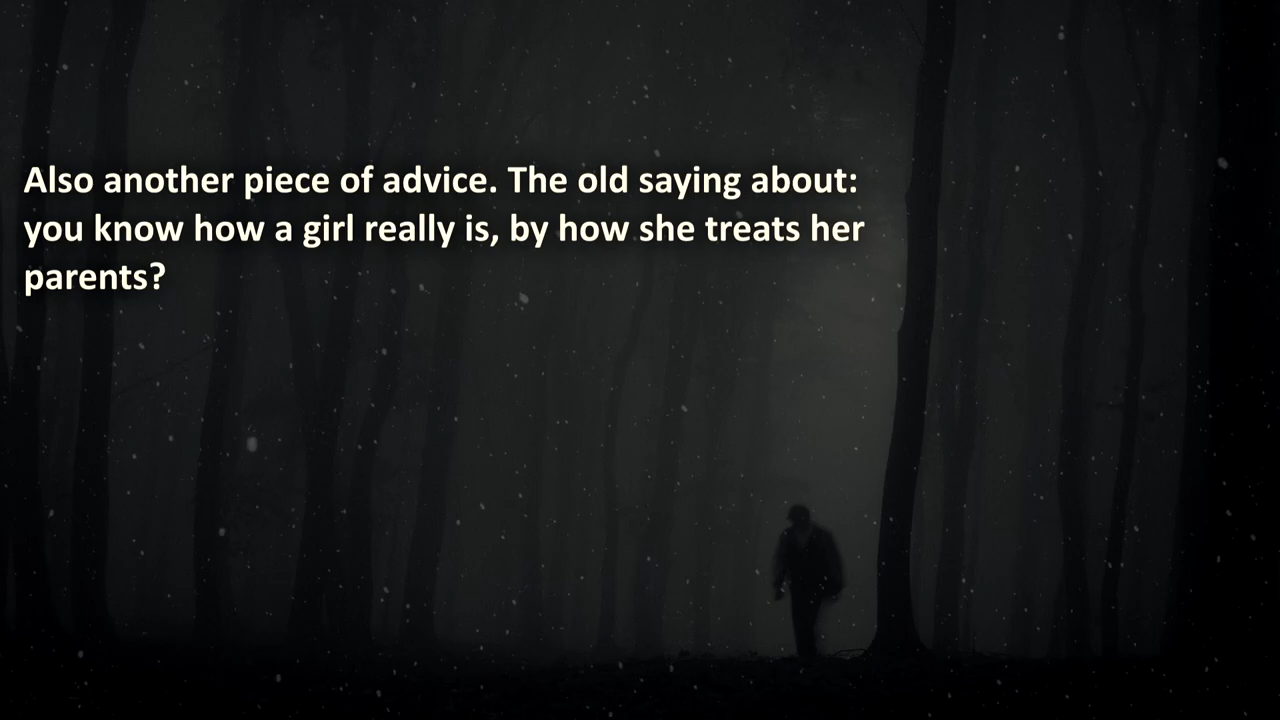 Also another piece of advice. The old saying about:
you know how a girl really is, by how she treats her
parents?